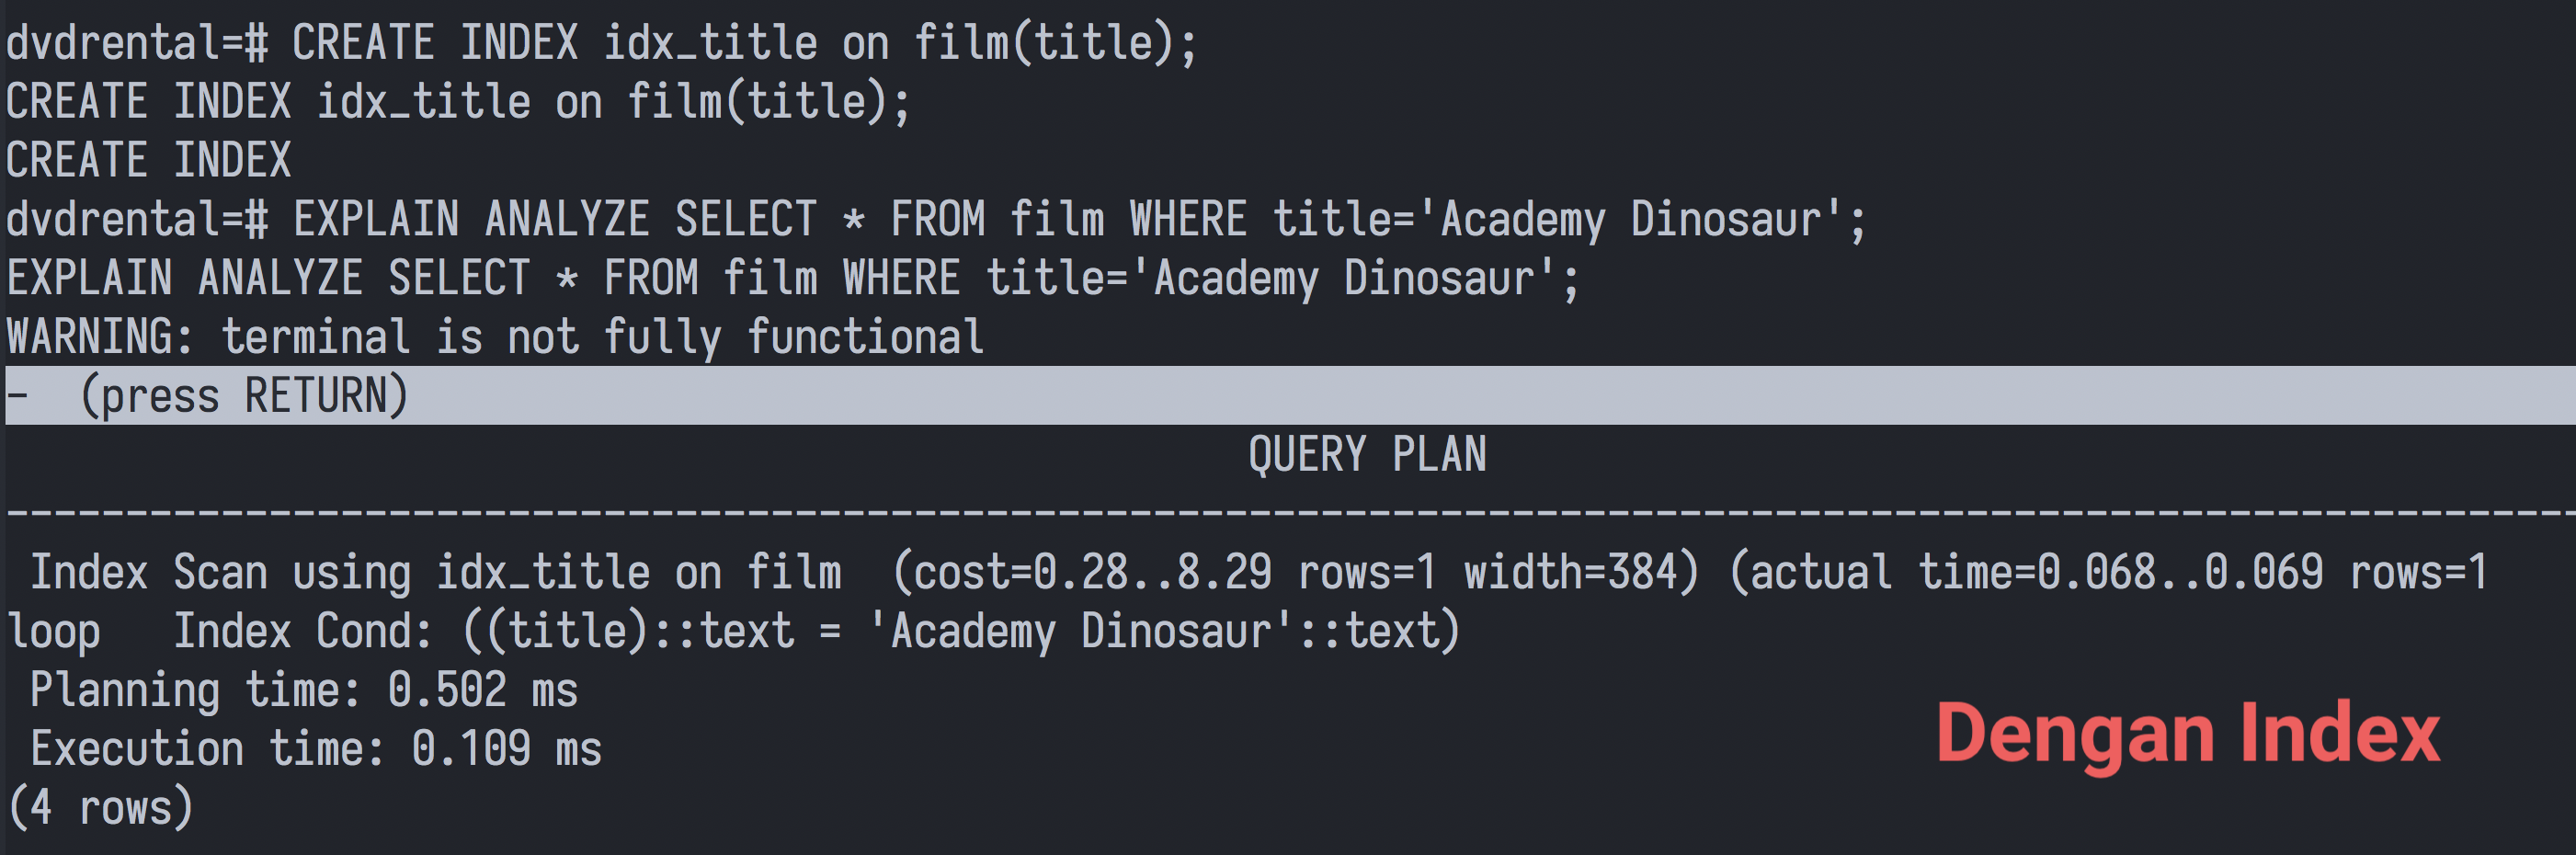 dvdrental=# CREATE INDEX idx_title on film(title);
CREATE INDEX idx_title on film(title);
CREATE INDEX
dvdrental=# EXPLAIN ANALYZE SELECT * FROM film WHERE title='Academy Dinosaur';
EXPLAIN ANALYZE SELECT * FROM film WHERE title='Academy Dinosaur';
WARNING: terminal is not fully functional
-  (press RETURN)
QUERY PLAN
------------------------------------------------------------------------------------------------------------
Index Scan using idx_title on film  (cost=0.28..8.29 rows=1 width=384) (actual time=0.068..0.069 rows=1
loop   Index Cond: ((title)::text = 'Academy Dinosaur'::text)
Planning time: 0.502 ms
Execution time: 0.109 ms
(4 rows)
Dengan Index